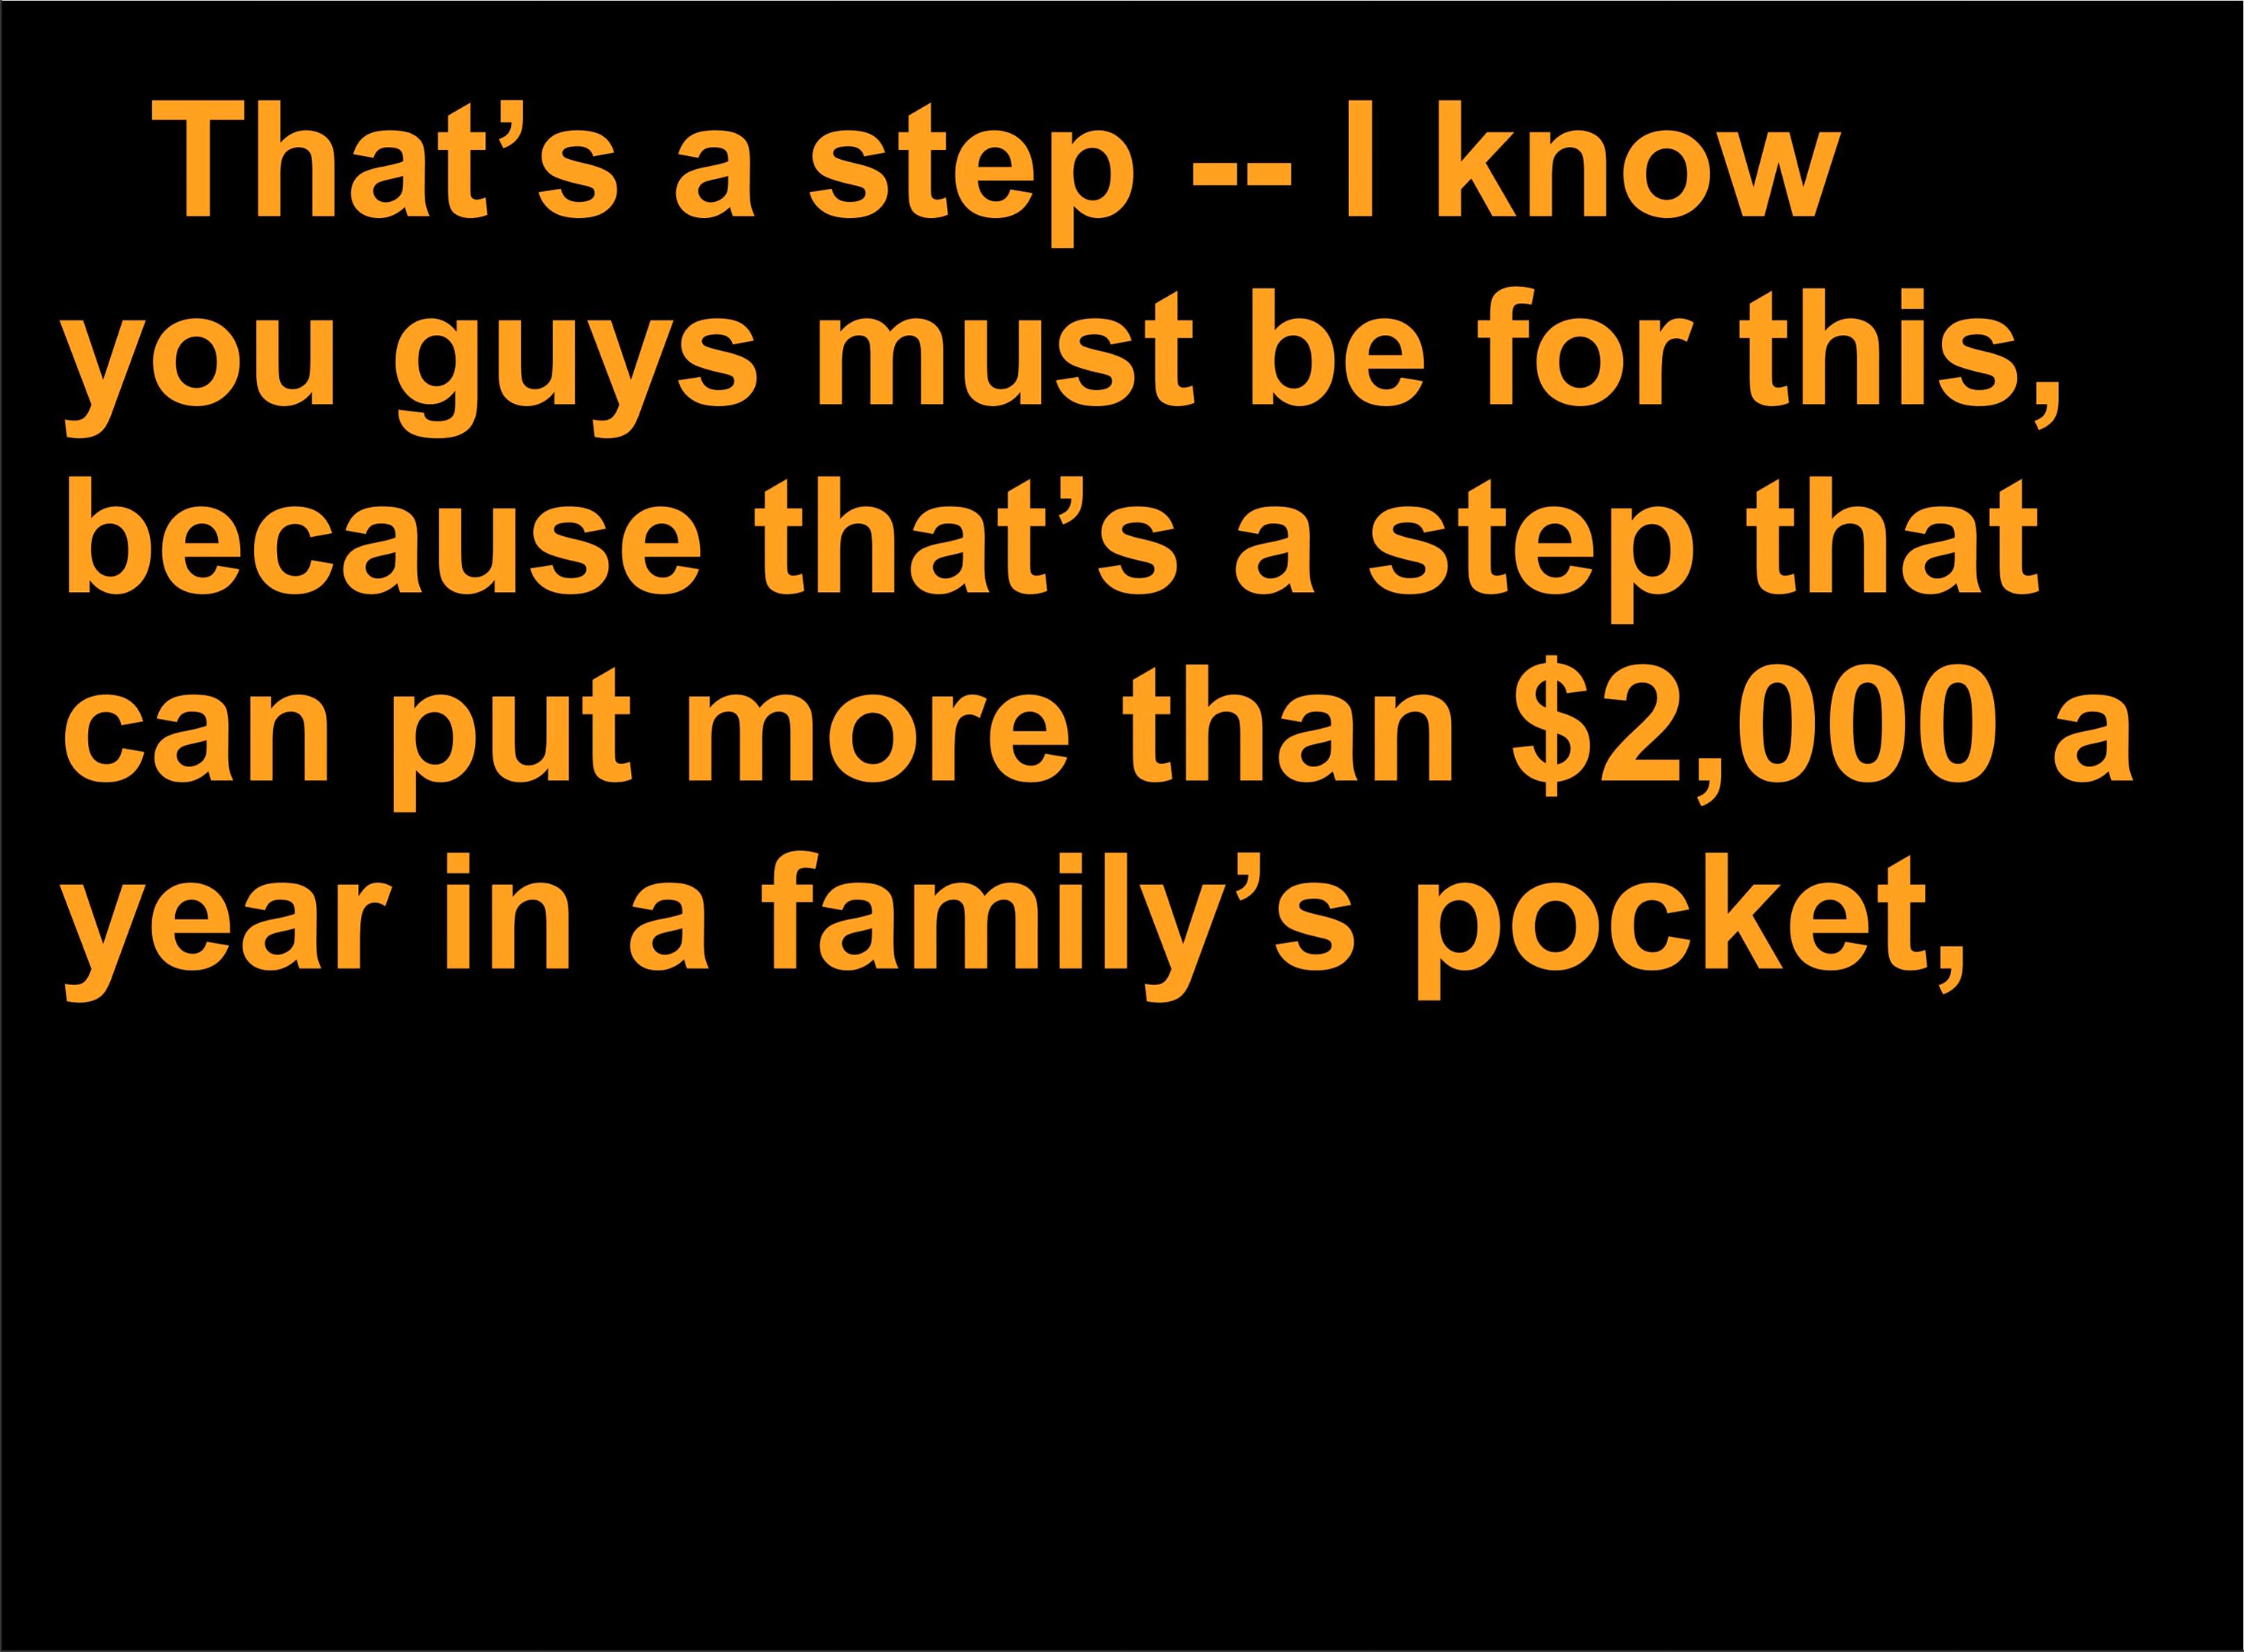 That’s a step -- I know
you guys must be for this,
because that’s a step that
can put more than $2,000 a
year in a family’s pocket,